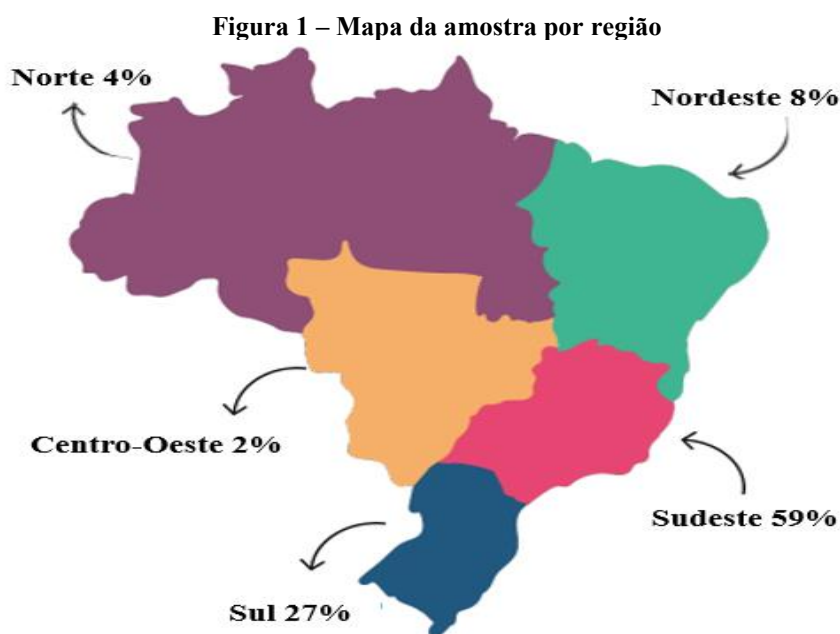 Figura 1 – Mapa da amostra por região
Norte 4%
Nordeste 8%
Centro-Oeste 2%
Sudeste 59%
Sul 27%